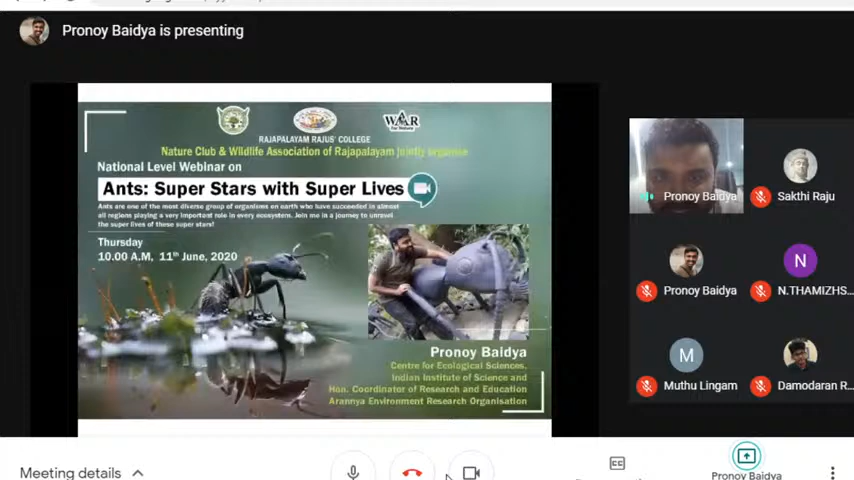 Pronoy Baidya is presenting
WAR
For Nature
RAJAPALAYAM RAJUS' COLLEGE
Nature Club & Wildlife Association of Rajapalayam Jointly organise
National Level Webinar on
Ants: Super Stars with Super Lives
Ants are one of the most diverse group of organisms on earth who have succeeded in almost
all regions playing a very important role in every ecosystem. Join me in a journey to unravel
the super lives of these super stars!
Thursday
10.00 A.M, 11th June, 2020
Pronoy Baidya
Centre for Ecological Sciences,
Indian Institute of Science and
Hon. Coordinator of Research and Education
Arannya Environment Research Organisation
Pronoy Baidya
Sakthi Raju
Pronoy Baidya
N
N.THAMIZHS...
M
Muthu Lingam
Damodaran R...
Meeting details
CC
Pronoy Baidya